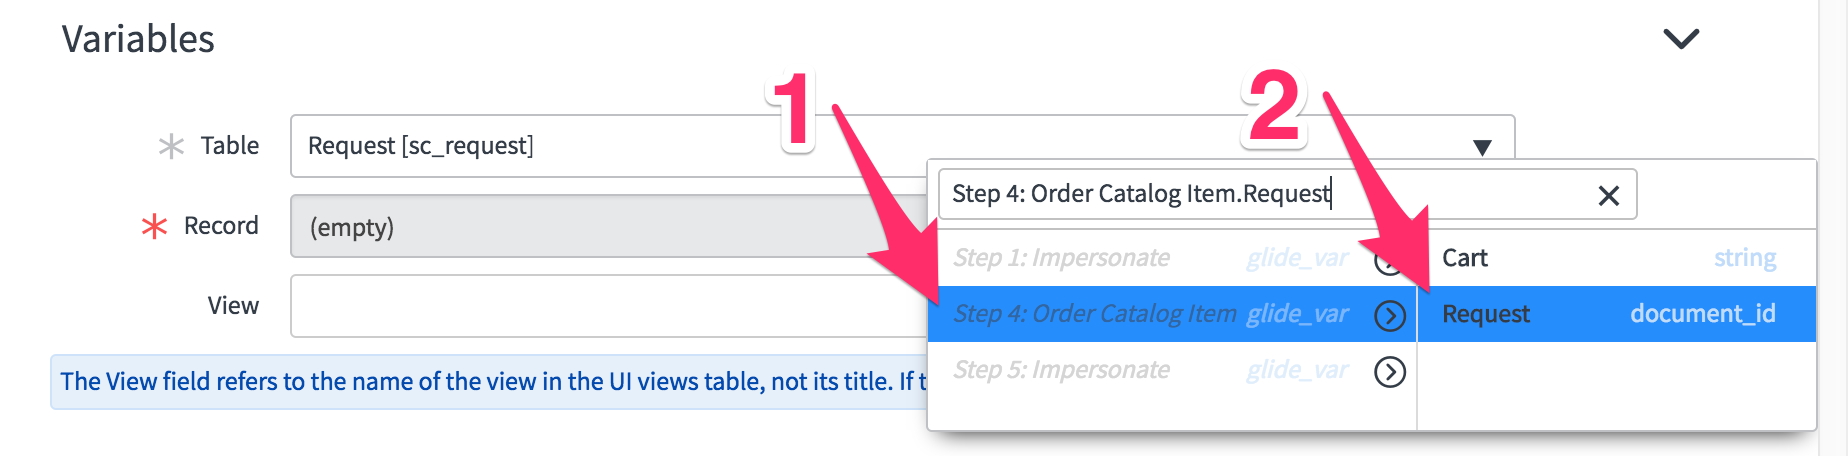 Variables
1
2
Table
Request [sc_request]
Step 4: Order Catalog Item.Request
Record
(empty)
Step 1: Impersonate glide_var
Cart string
View
Step 4: Order Catalog Item glide_var
Request document_id
Step 5: Impersonate glide_var
The View field refers to the name of the view in the UI views table, not its title. If